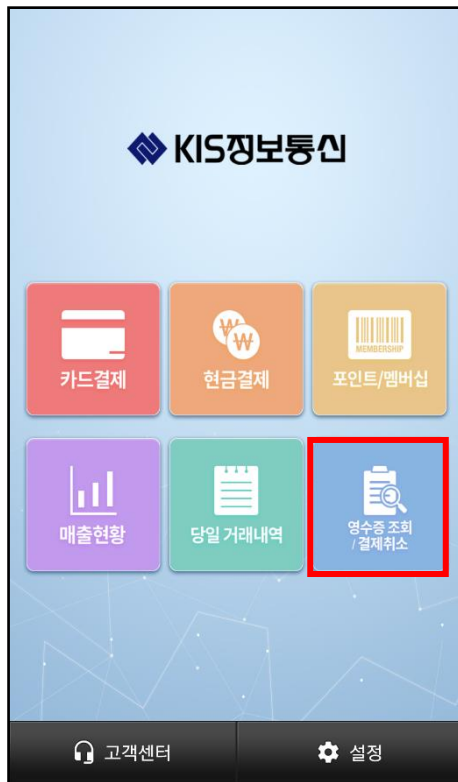 KIS정보통신
MEMBERSHIP
카드결제
현금결제
포인트/멤버십
매출현황
당일 거래내역
영수증 조회
/ 결제취소
고객센터
설정